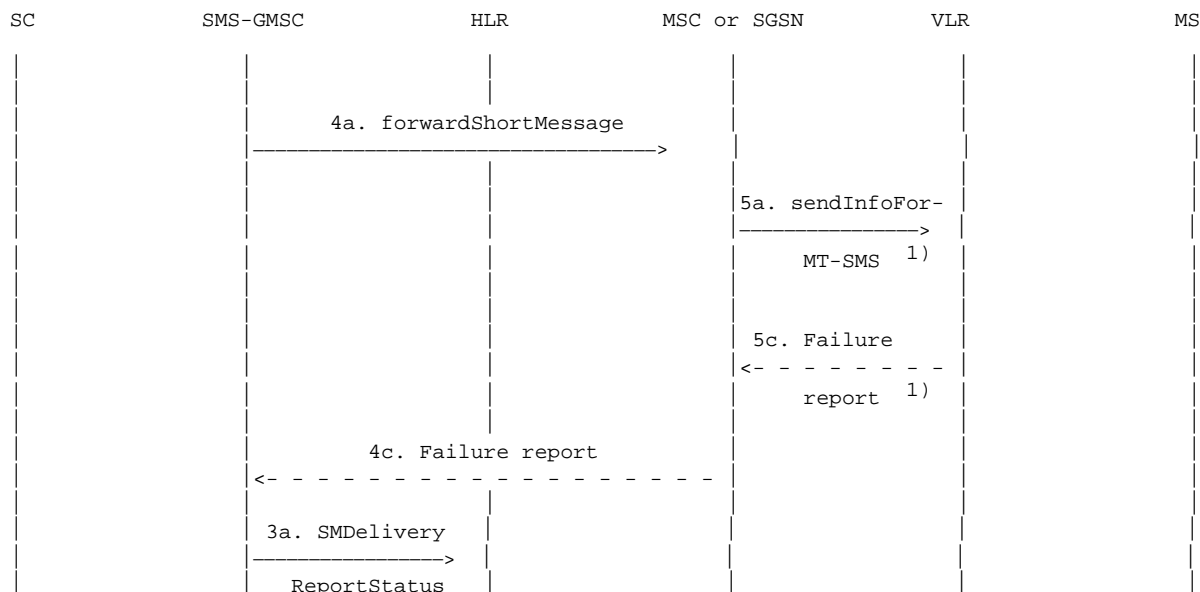 SC SMS-GMSC HLR MSC or SGSN VLR MS
4a. forwardShortMessage
5a. sendInfoFor-
MT-SMS 1)
5c. Failure
report 1)
4c. Failure report
3a. SMDelivery
ReportStatus